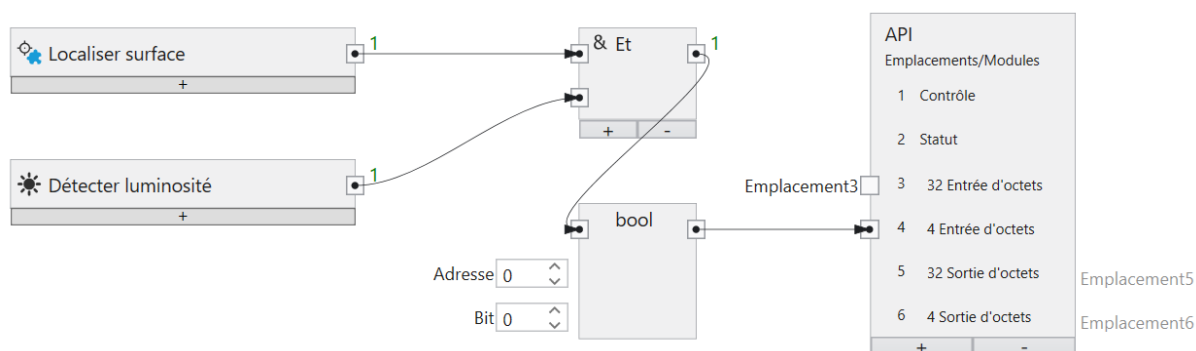 Localiser surface
1
+
& Et
1
+ -
Détecter luminosité
1
+
bool
Adresse 0
Bit 0
API
Emplacements/Modules
1 Contrôle
2 Statut
Emplacement3 3 32 Entrée d'octets
4 4 Entrée d'octets
5 32 Sortie d'octets Emplacement5
6 4 Sortie d'octets Emplacement6
+ -